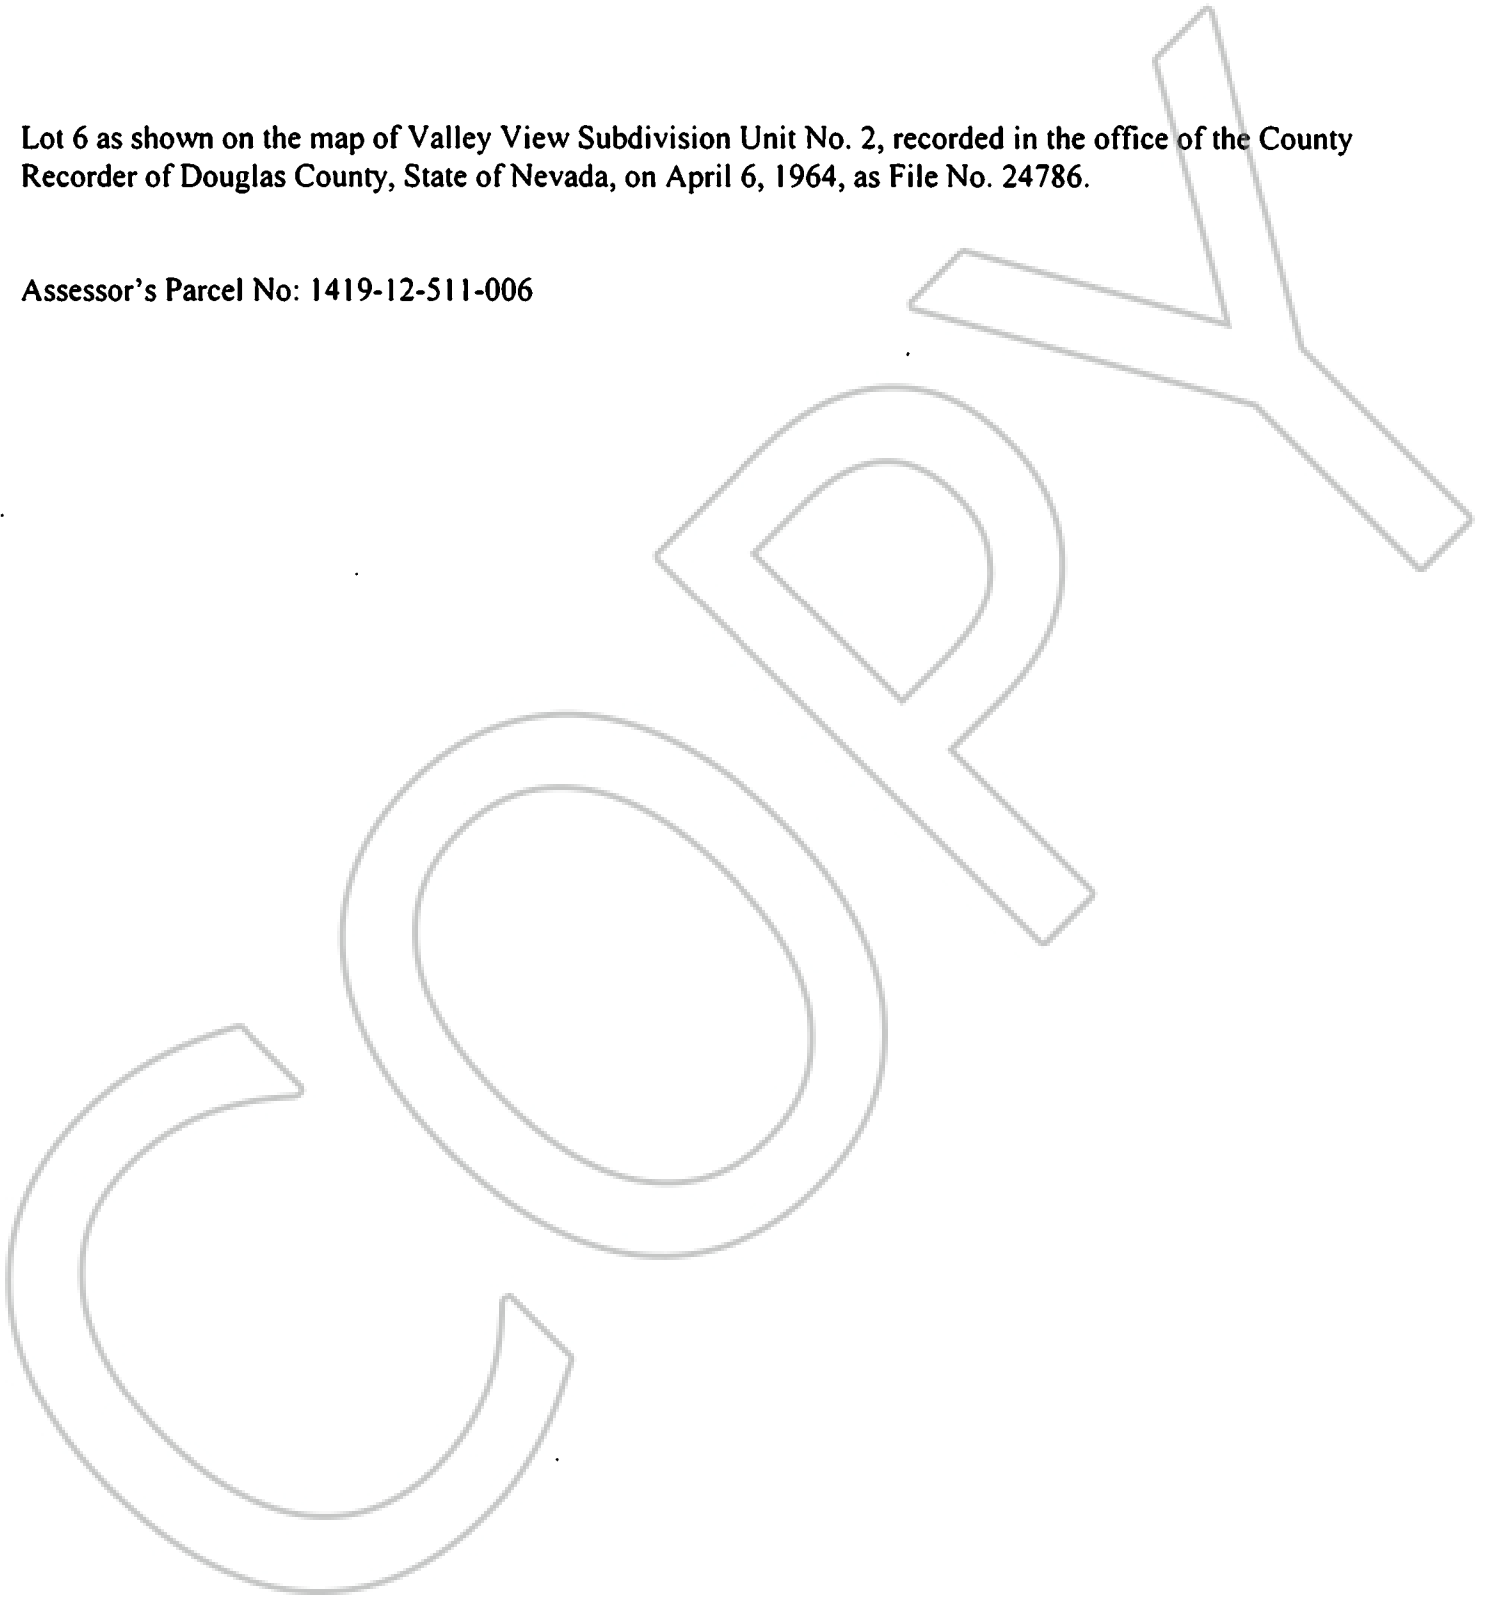 Lot 6 as shown on the map of Valley View Subdivision Unit No. 2, recorded in the office of the County
Recorder of Douglas County, State of Nevada, on April 6, 1964, as File No. 24786.
Assessor's Parcel No: 1419-12-511-006
COPY